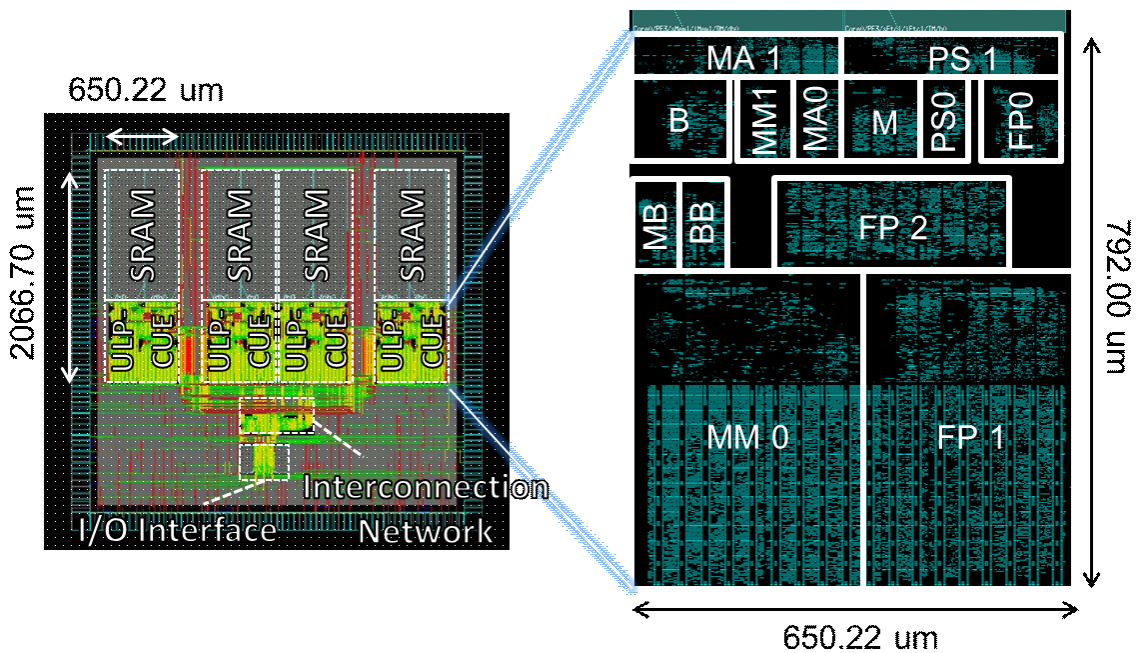 650.22 um
2066.70 um
SRAM
SRAM
SRAM
SRAM
ULP-
CUE
ULP-
CUE
ULP-
CUE
ULP-
CUE
Interconnection
I/O Interface
Network
MA 1
PS 1
B
MM1
MA0
M
PS0
FP0
MB
BB
FP 2
MM 0
FP 1
792.00 um
650.22 um